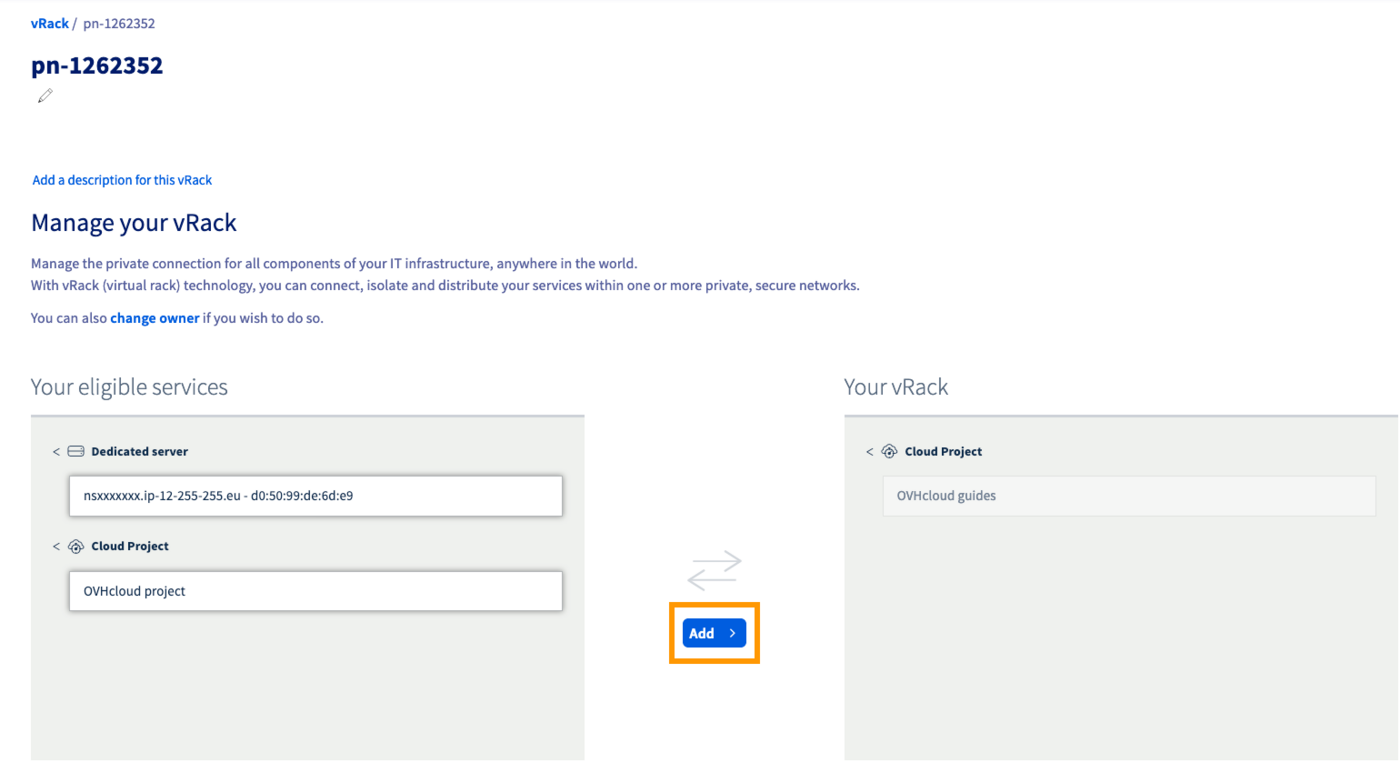 vRack / pn-1262352
pn-1262352
Add a description for this vRack
Manage your vRack
Manage the private connection for all components of your IT infrastructure, anywhere in the world.
With vRack (virtual rack) technology, you can connect, isolate and distribute your services within one or more private, secure networks.
You can also change owner if you wish to do so.
Your eligible services
< Dedicated server
nsxxxxxxx.ip-12-255-255.eu - d0:50:99:de:6d:e9
< Cloud Project
OVHcloud project
Add >
Your vRack
< Cloud Project
OVHcloud guides